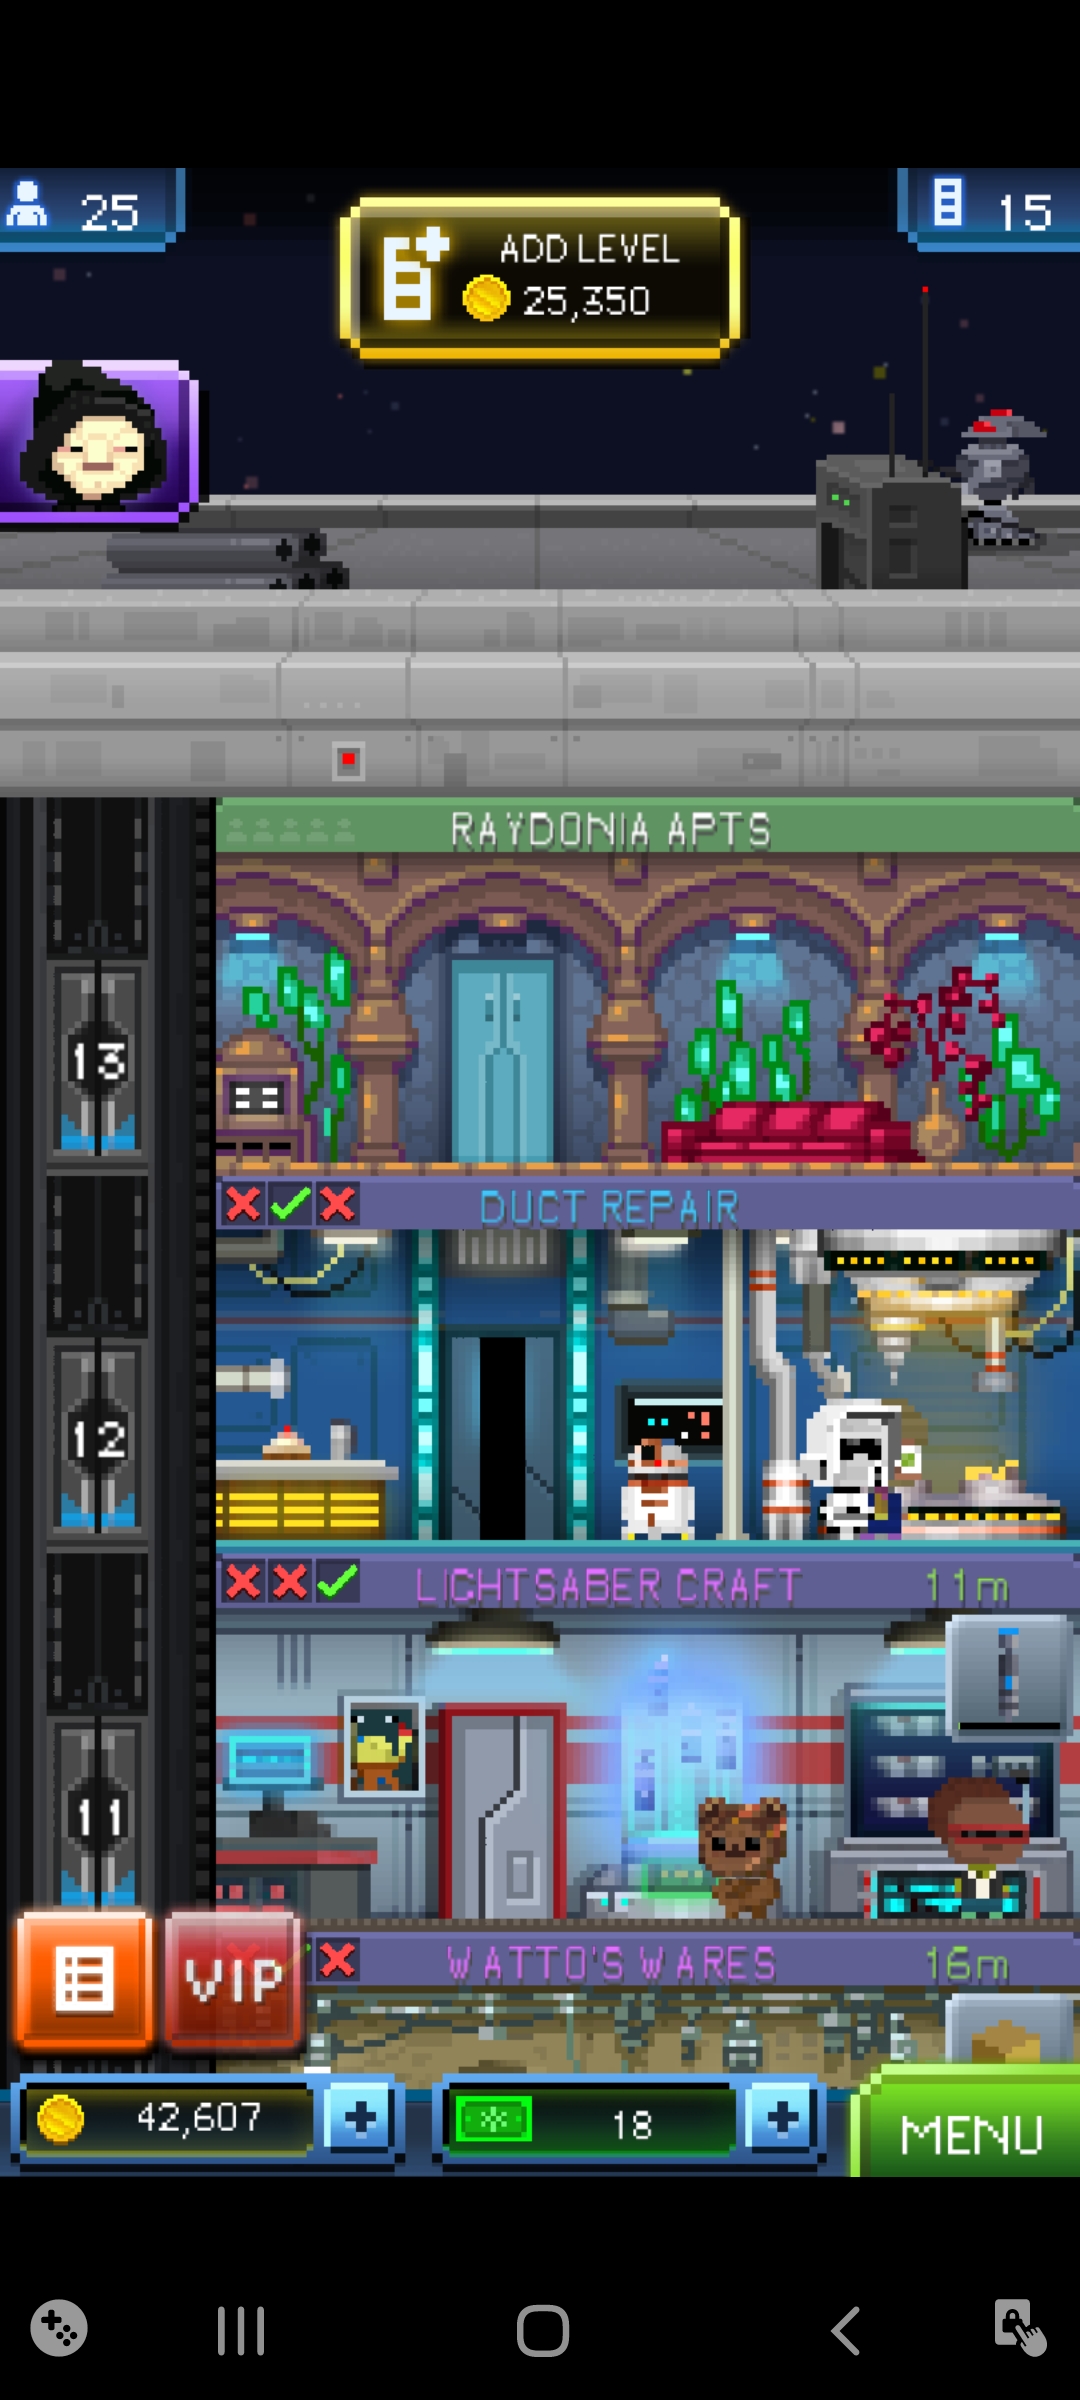 25
ADD LEVEL
25,350
15
RAYDONIA APTS
13
DUCT REPAIR
12
LIGHTSABER CRAFT 11m
11
WATTO'S WARES 16m
VIP
42,607
18
MENU